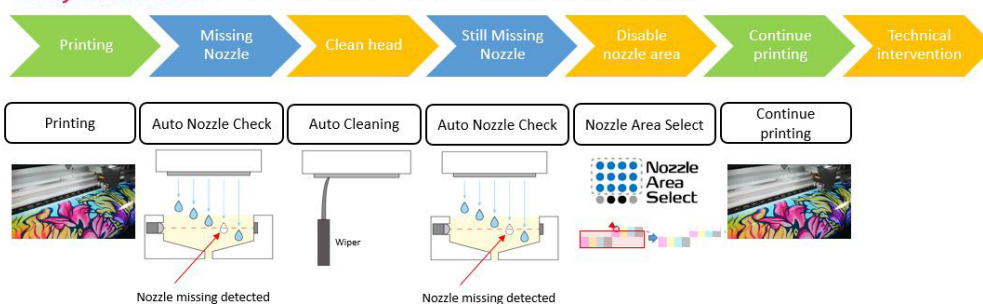 Printing
Missing
Nozzle
Clean head
Still Missing
Nozzle
Disable
nozzle area
Continue
printing
Technical
intervention
Printing
Auto Nozzle Check
Auto Cleaning
Auto Nozzle Check
Nozzle Area Select
Continue
printing
Nozzle
Area
Select
Wiper
Nozzle missing detected
Nozzle missing detected